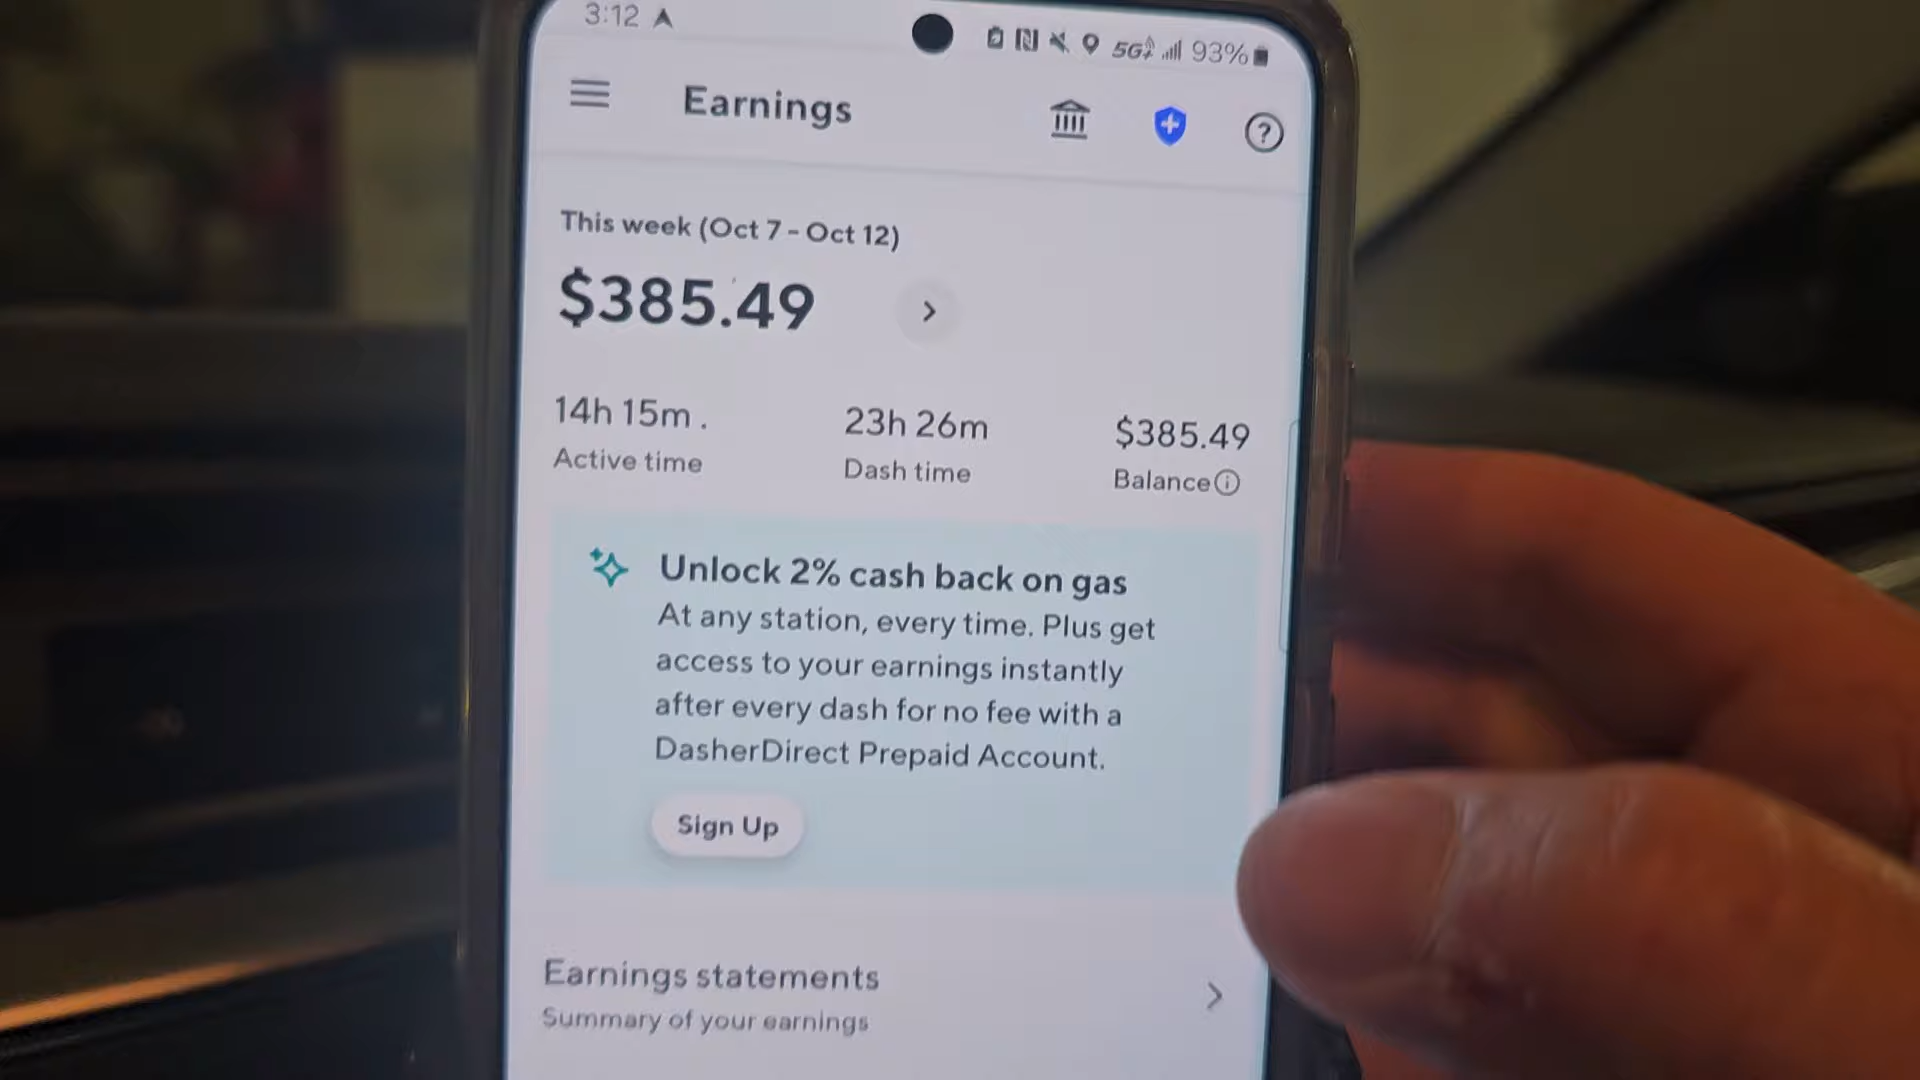 3:12 5G 93%
Earnings
This week (Oct 7 - Oct 12)
$385.49
14h 15m . 23h 26m $385.49
Active time Dash time Balance
Unlock 2% cash back on gas
At any station, every time. Plus get
access to your earnings instantly
after every dash for no fee with a
DasherDirect Prepaid Account.
Sign Up
Earnings statements
Summary of your earnings